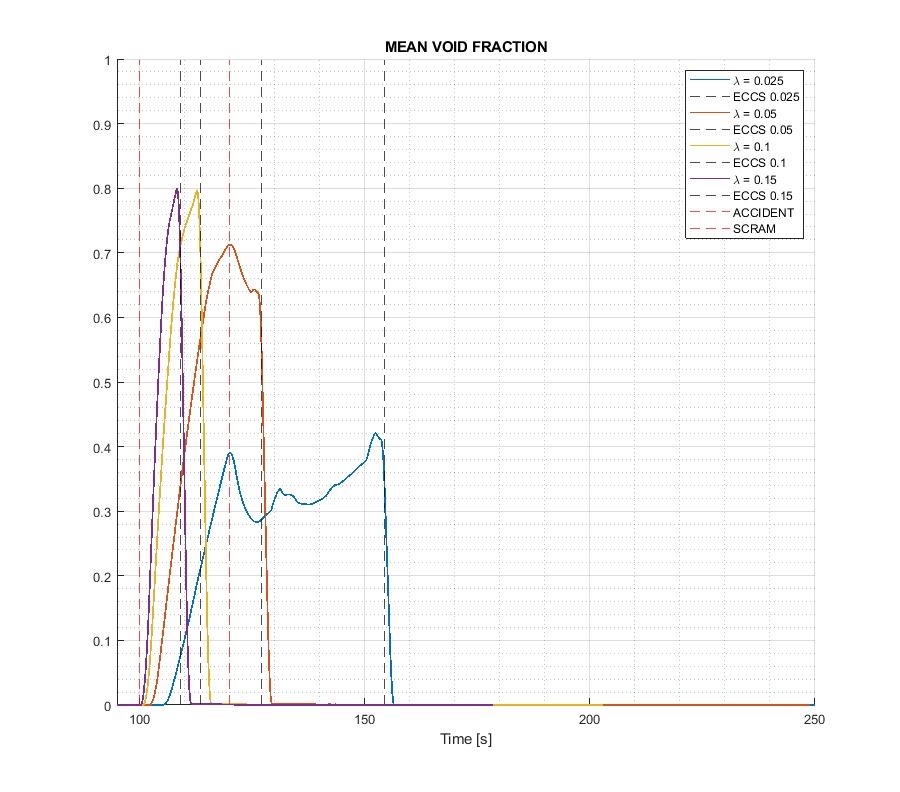 MEAN VOID FRACTION
1
0.9
0.8
0.7
0.6
0.5
0.4
0.3
0.2
0.1
0
100
150
200
250
Time [s]
λ = 0.025
ECCS 0.025
λ = 0.05
ECCS 0.05
λ = 0.1
ECCS 0.1
λ = 0.15
ECCS 0.15
ACCIDENT
SCRAM